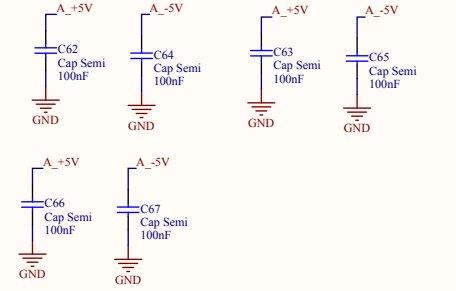 A_+5V
C62
Cap Semi
100nF
GND
A_-5V
C64
Cap Semi
100nF
GND
A_+5V
C63
Cap Semi
100nF
GND
A_-5V
C65
Cap Semi
100nF
GND
A_+5V
C66
Cap Semi
100nF
GND
A_-5V
C67
Cap Semi
100nF
GND